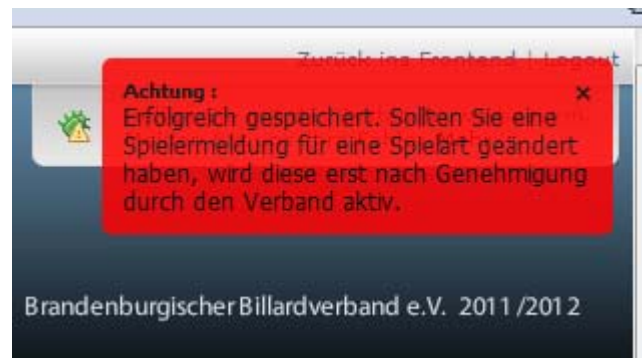 Zurück ins Frontend | Logout
Achtung :
Erfolgreich gespeichert. Sollten Sie eine
Spielermeldung für eine Spielart geändert
haben, wird diese erst nach Genehmigung
durch den Verband aktiv.
Brandenburgischer Billardverband e.V. 2011/2012